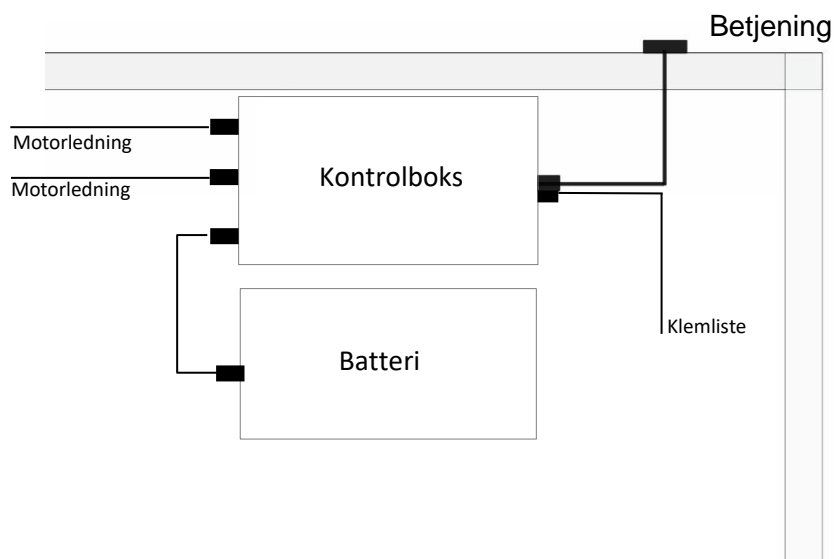 Betjening
Motorledning
Kontrolboks
Motorledning
Klemliste
Batteri